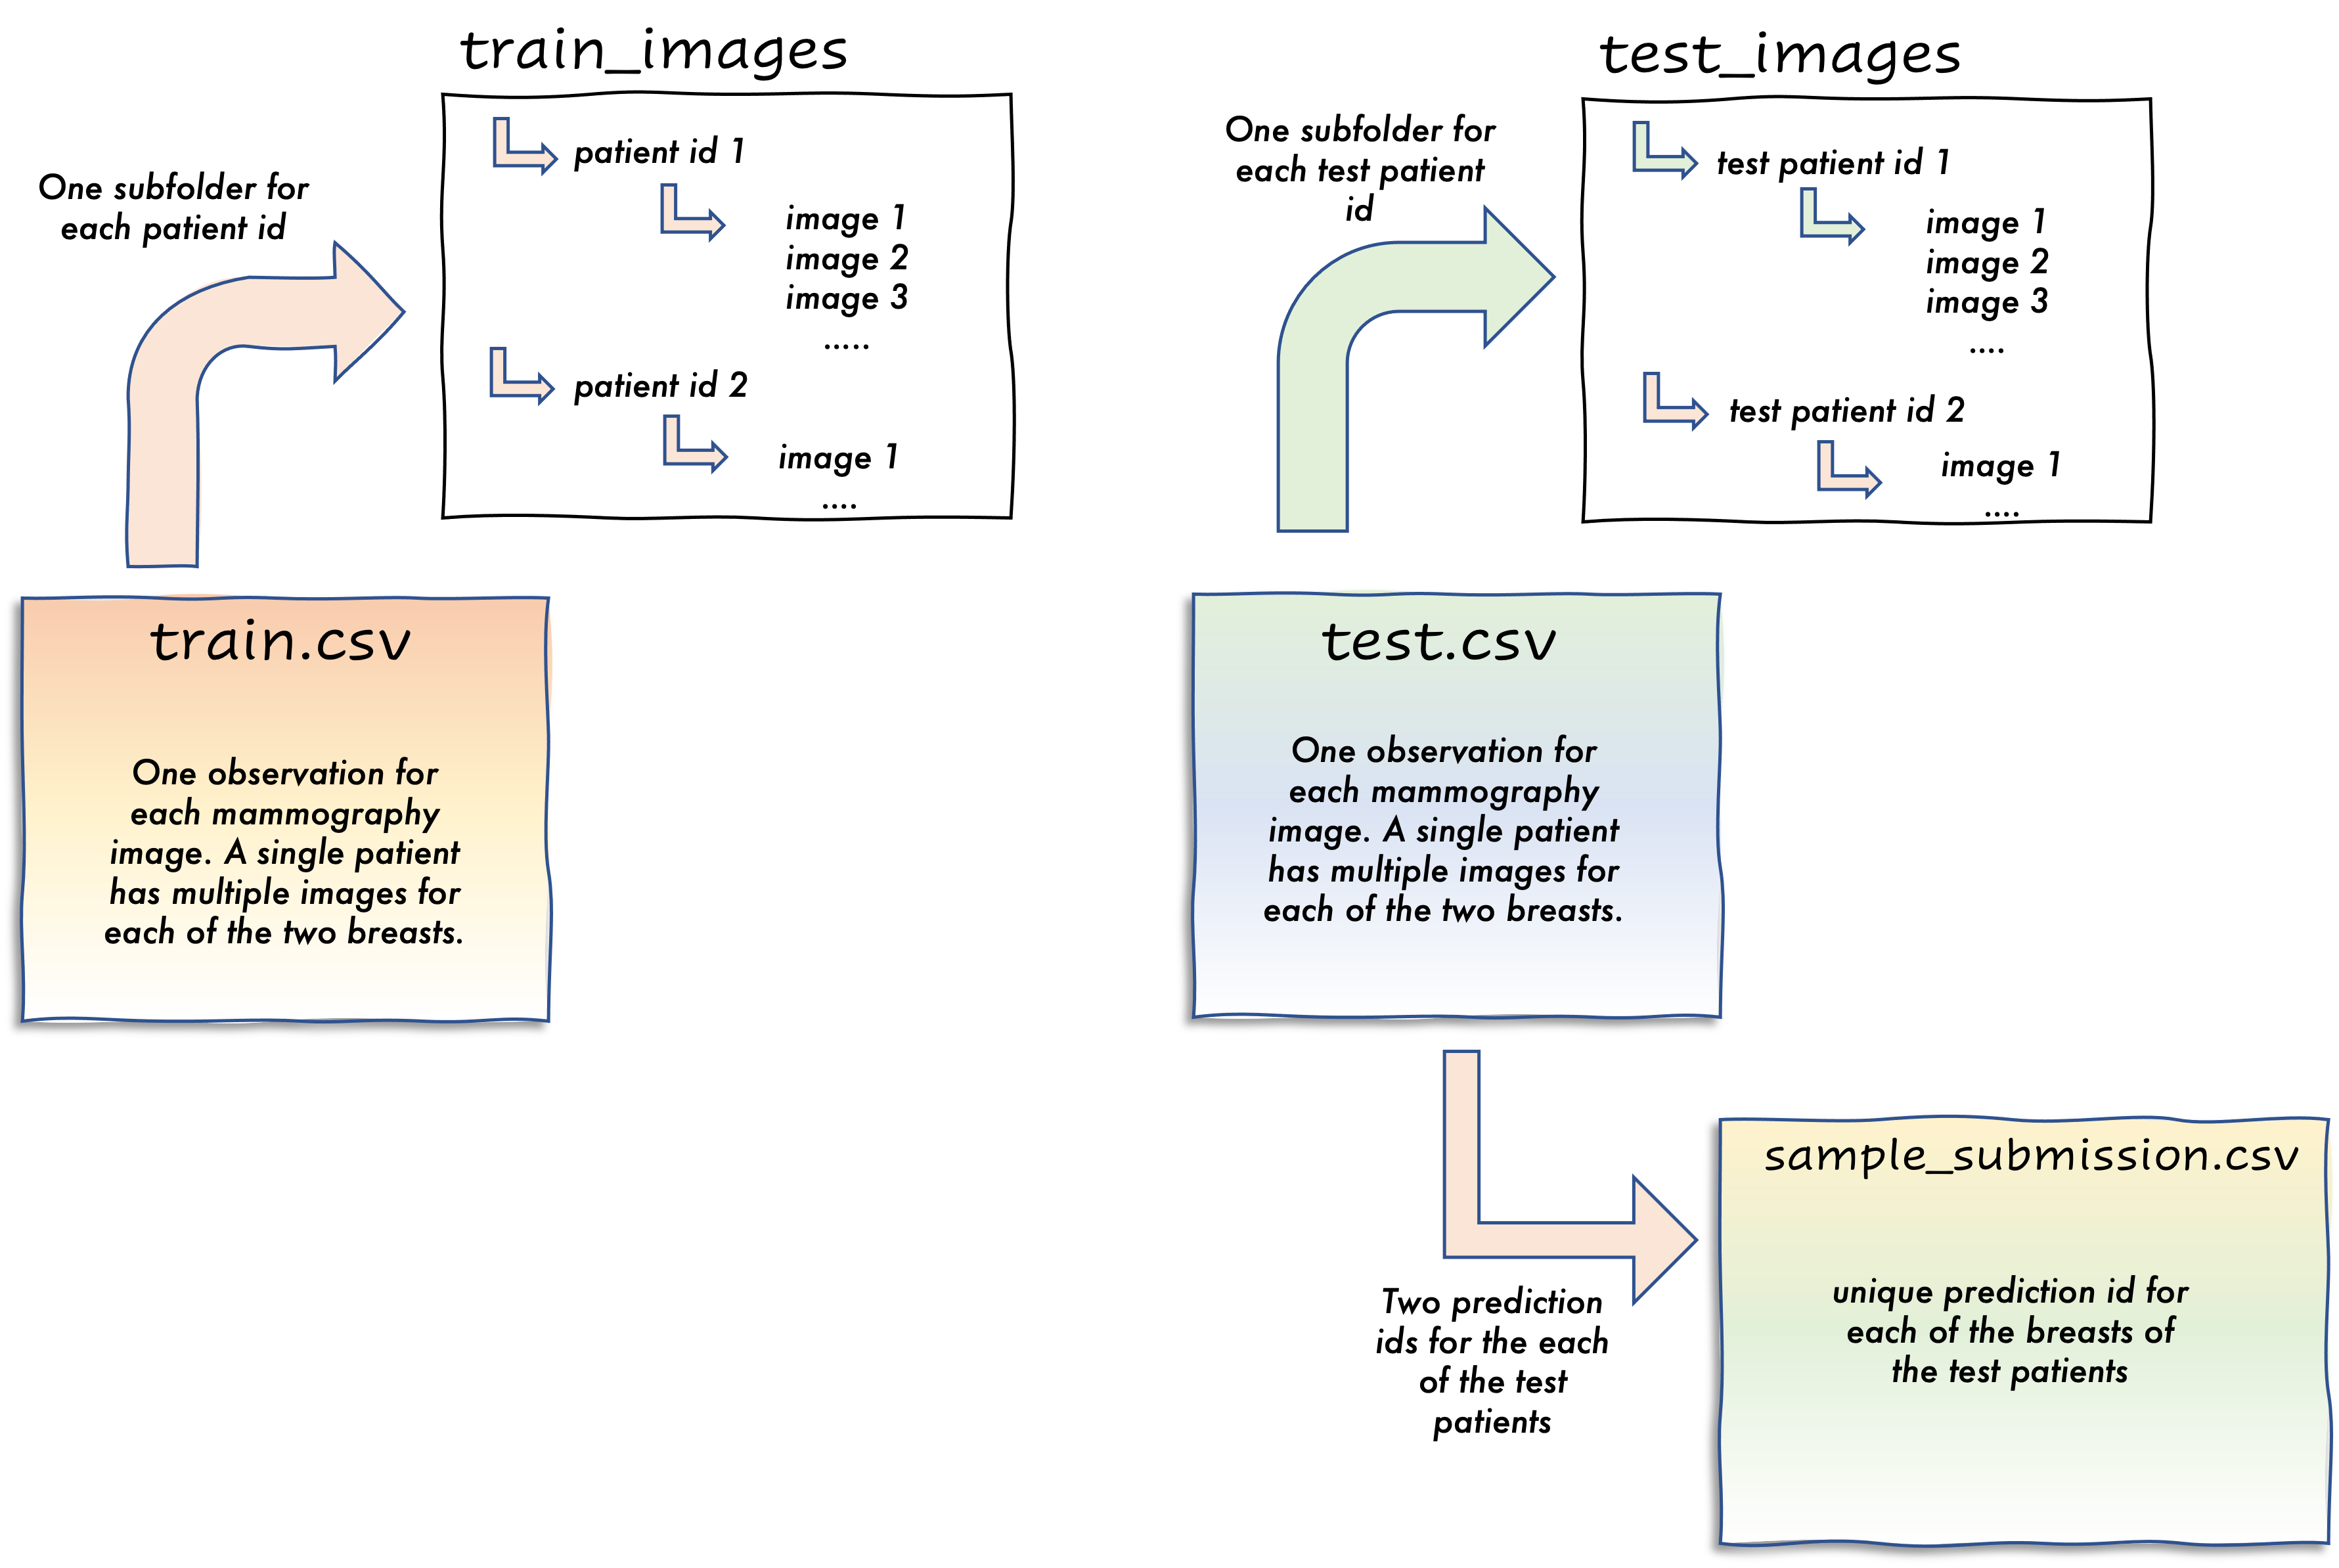 train_images
One subfolder for
each patient id
patient id 1
image 1
image 2
image 3
.....
patient id 2
image 1
....
train.csv
One observation for
each mammography
image. A single patient
has multiple images for
each of the two breasts.
test_images
One subfolder for
each test patient
id
test patient id 1
image 1
image 2
image 3
....
test patient id 2
image 1
....
test.csv
One observation for
each mammography
image. A single patient
has multiple images for
each of the two breasts.
Two prediction
ids for the each
of the test
patients
sample_submission.csv
unique prediction id for
each of the breasts of
the test patients